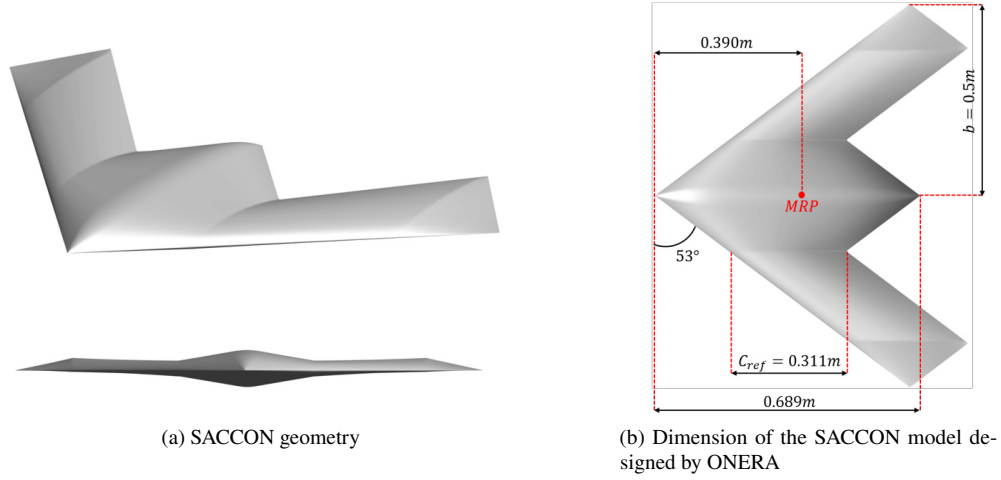 0.390m
b = 0.5m
MRP
53°
C_ref = 0.311m
0.689m
(a) SACCON geometry
(b) Dimension of the SACCON model de-
signed by ONERA